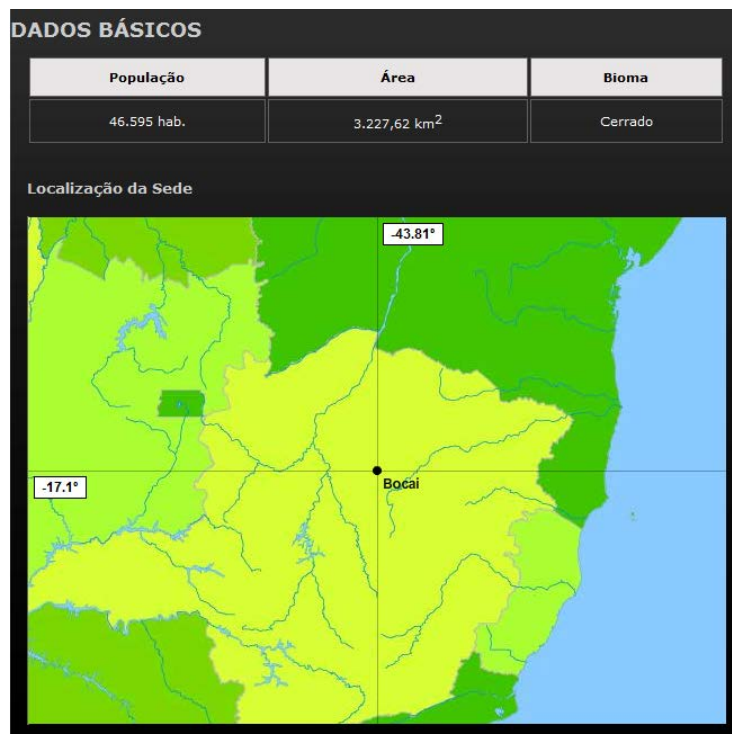 DADOS BÁSICOS
População Área Bioma
46.595 hab. 3.227,62 km² Cerrado
Localização da Sede
-43.81°
-17.1°
Bocai